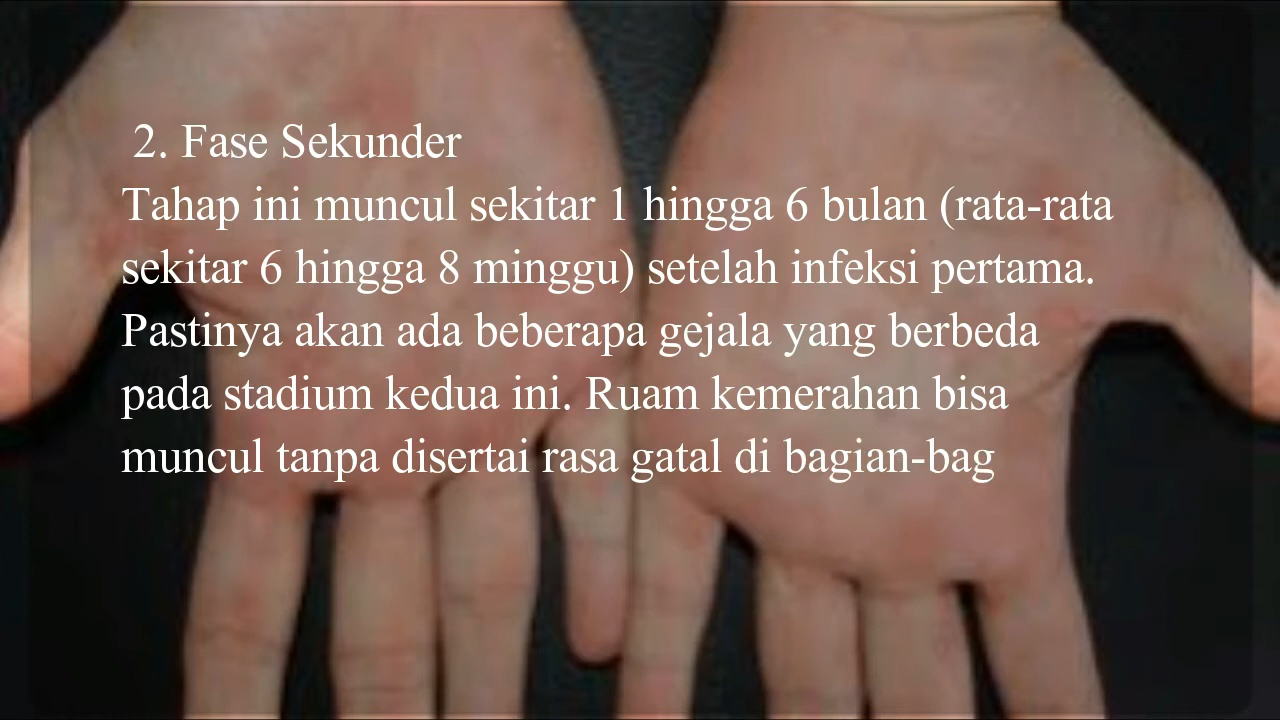 2. Fase Sekunder
Tahap ini muncul sekitar 1 hingga 6 bulan (rata-rata
sekitar 6 hingga 8 minggu) setelah infeksi pertama.
Pastinya akan ada beberapa gejala yang berbeda
pada stadium kedua ini. Ruam kemerahan bisa
muncul tanpa disertai rasa gatal di bagian-bag